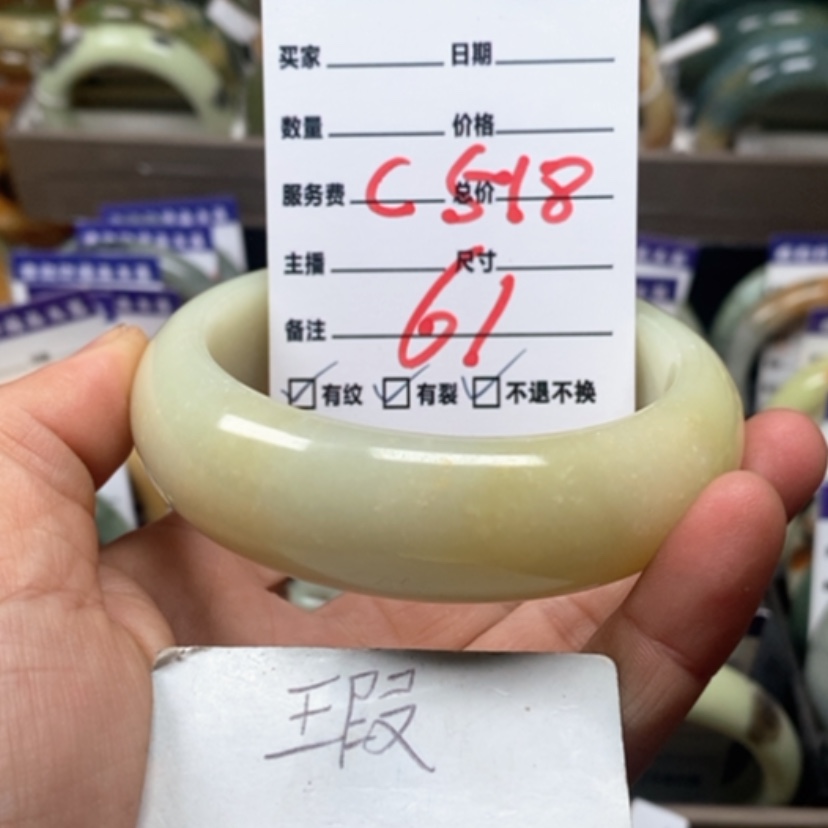 买家 日期
数量 价格
服务费 总价
C 518
主播 尺寸
61
备注
有纹 有裂 不退不换
瑕